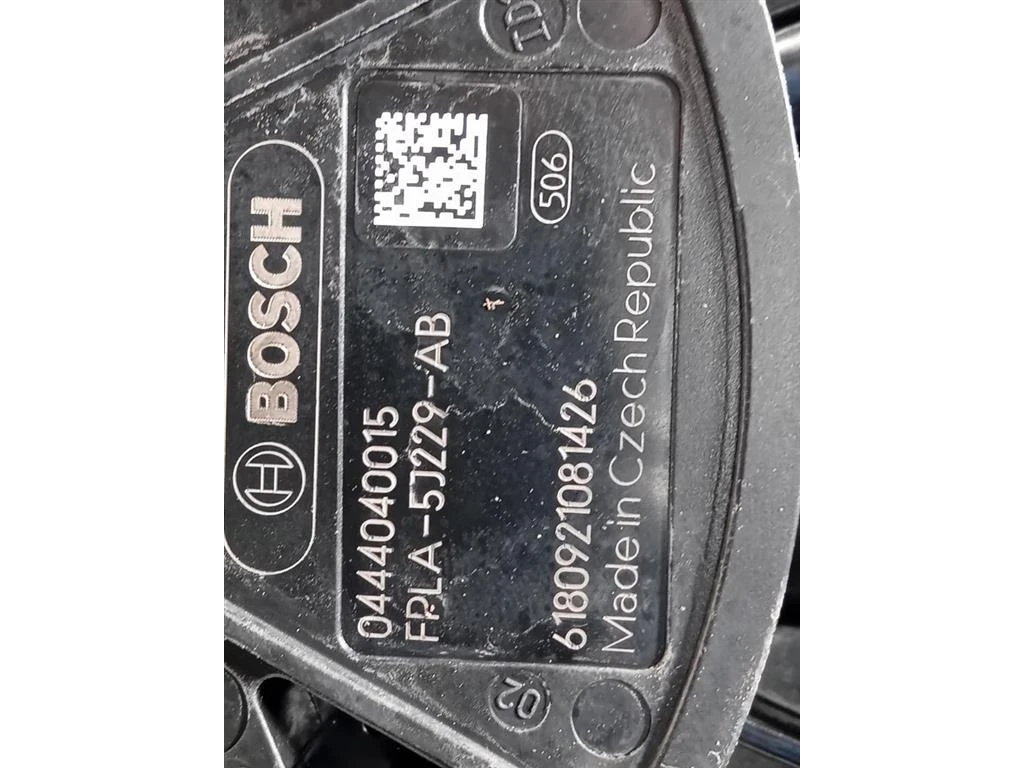 BOSCH
0444040015
FPLA-5J229-AB
506
6180921081426
Made in Czech Republic
02